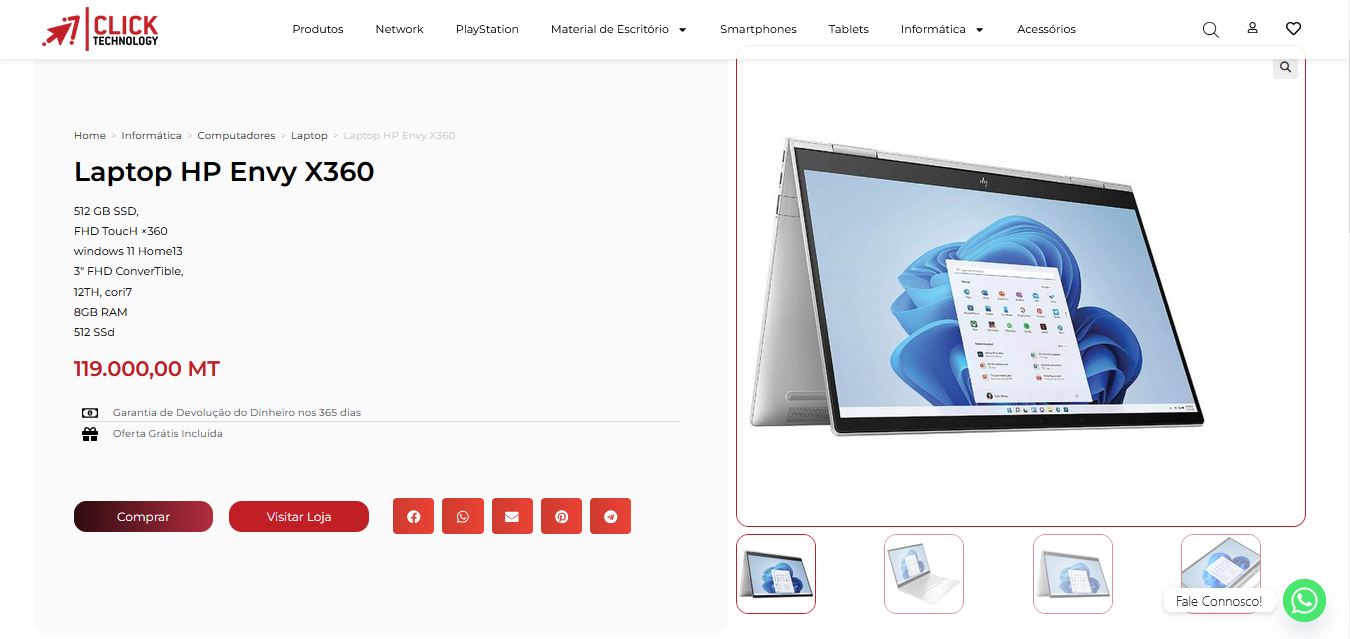 CLICK
TECHNOLOGY
Produtos
Network
PlayStation
Material de Escritório
Smartphones
Tablets
Informática
Acessórios
Home > Informática > Computadores > Laptop > Laptop HP Envy X360
Laptop HP Envy X360
512 GB SSD,
FHD ToucH ×360
windows 11 Home13
3" FHD ConverTible,
12TH, cori7
8GB RAM
512 SSd
119.000,00 MT
Garantia de Devolução do Dinheiro nos 365 dias
Oferta Grátis Incluída
Comprar
Visitar Loja
hp
Fale Connosco!